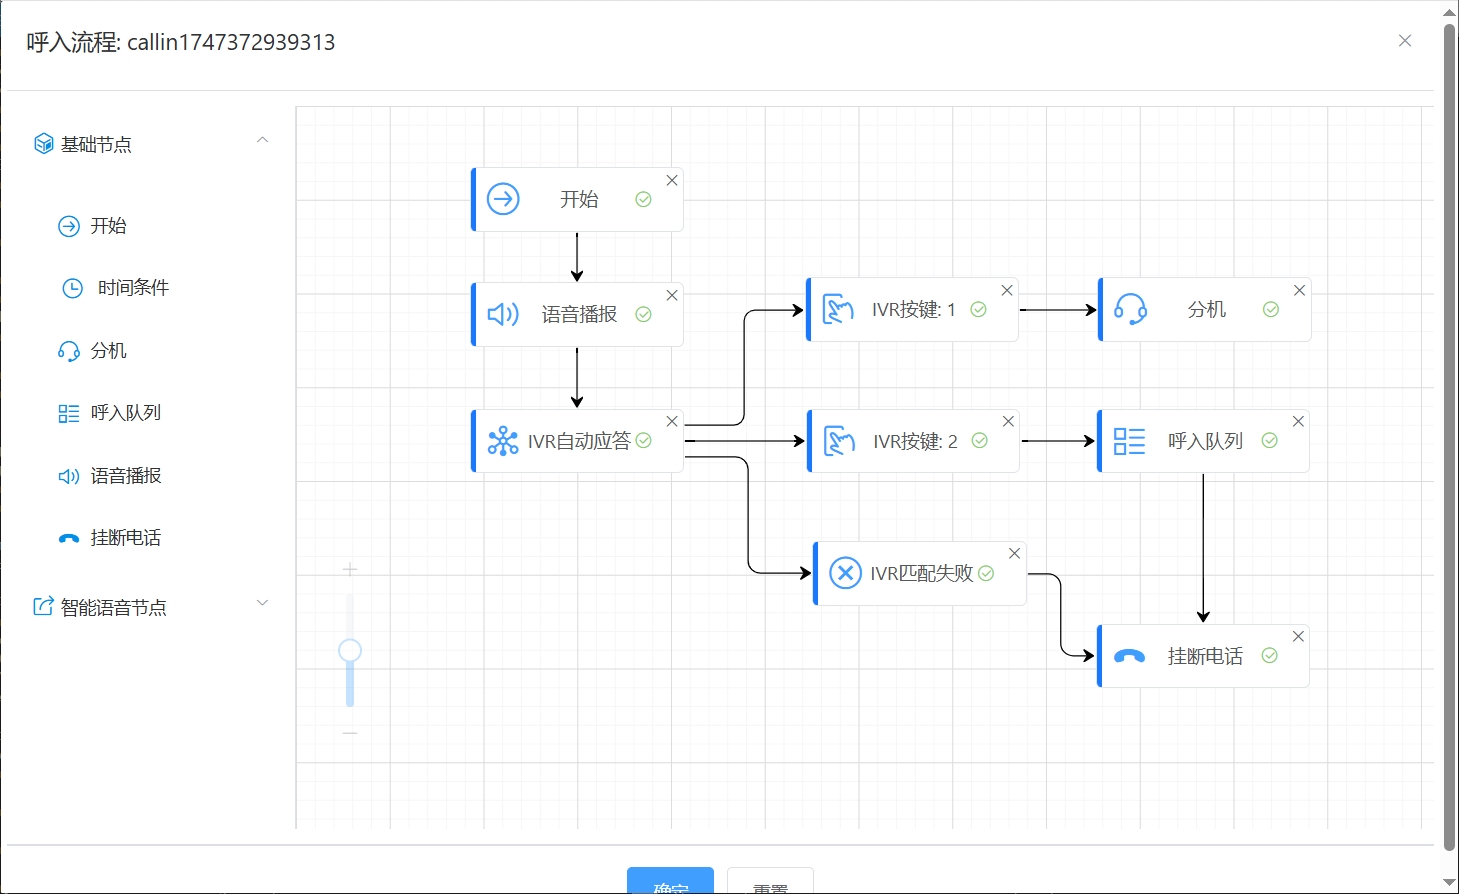 呼入流程: callin1747372939313
基础节点
开始
时间条件
分机
呼入队列
语音播报
挂断电话
智能语音节点
开始
语音播报
IVR自动应答
IVR按键: 1
分机
IVR按键: 2
呼入队列
IVR匹配失败
挂断电话
确定
重置